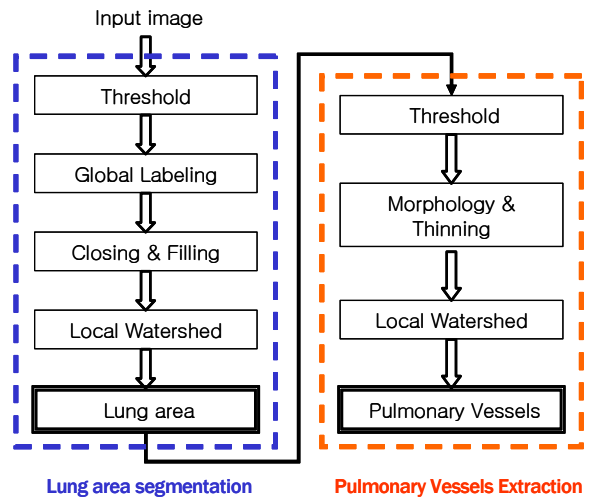 Input image
Threshold
Global Labeling
Closing & Filling
Local Watershed
Lung area
Lung area segmentation
Threshold
Morphology &
Thinning
Local Watershed
Pulmonary Vessels
Pulmonary Vessels Extraction